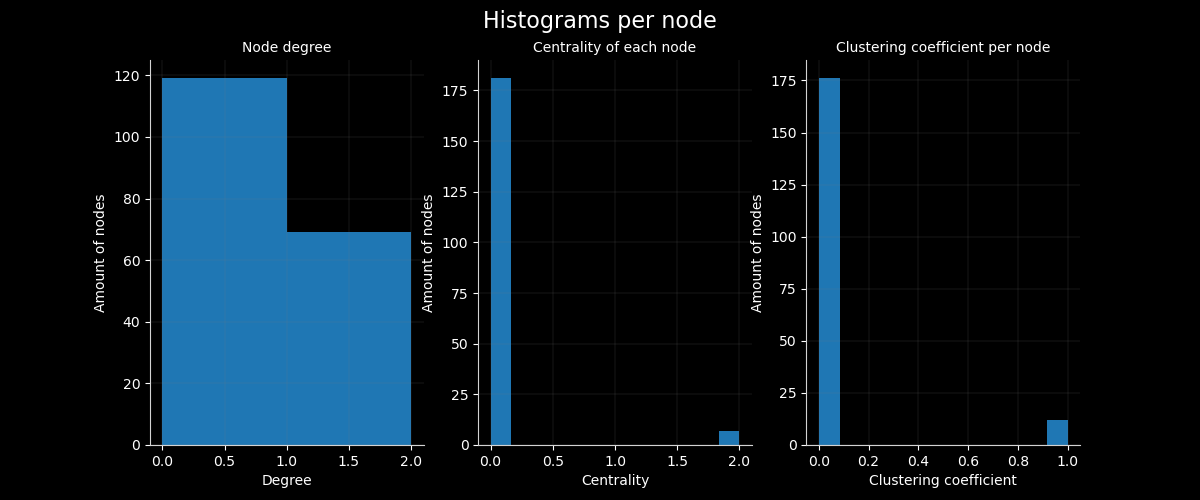 Histograms per node
Node degree
120
100
80
60
40
20
0
0.0 0.5 1.0 1.5 2.0
Amount of nodes
Degree
Centrality of each node
175
150
125
100
75
50
25
0
0.0 0.5 1.0 1.5 2.0
Amount of nodes
Centrality
Clustering coefficient per node
175
150
125
100
75
50
25
0
0.0 0.2 0.4 0.6 0.8 1.0
Amount of nodes
Clustering coefficient